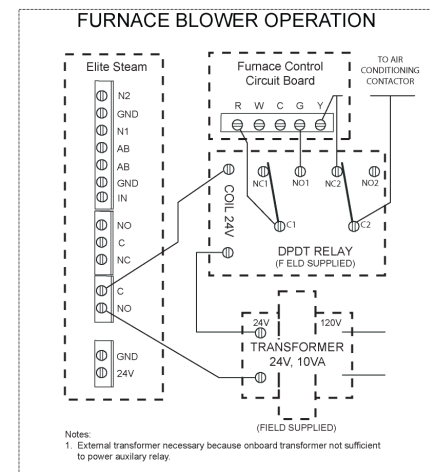 FURNACE BLOWER OPERATION
Elite Steam
N2
GND
N1
AB
AB
GND
IN
NO
C
NC
C
NO
GND
24V
Furnace Control
Circuit Board
R W C G Y
TO AIR
CONDITIONING
CONTACTOR
COIL 24V
NC1
NO1
NC2
NO2
C1
C2
DPDT RELAY
(F ELD SUPPLIED)
24V
120V
TRANSFORMER
24V, 10VA
(FIELD SUPPLIED)
Notes:
1. External transformer necessary because onboard transformer not sufficient
to power auxilary relay.